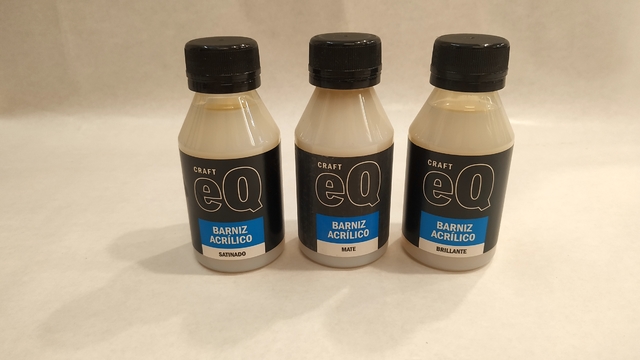 CRAFT
eQ
BARNIZ
ACRÍLICO
SATINADO
CRAFT
eQ
BARNIZ
ACRÍLICO
MATE
CRAFT
eQ
BARNIZ
ACRÍLICO
BRILLANTE